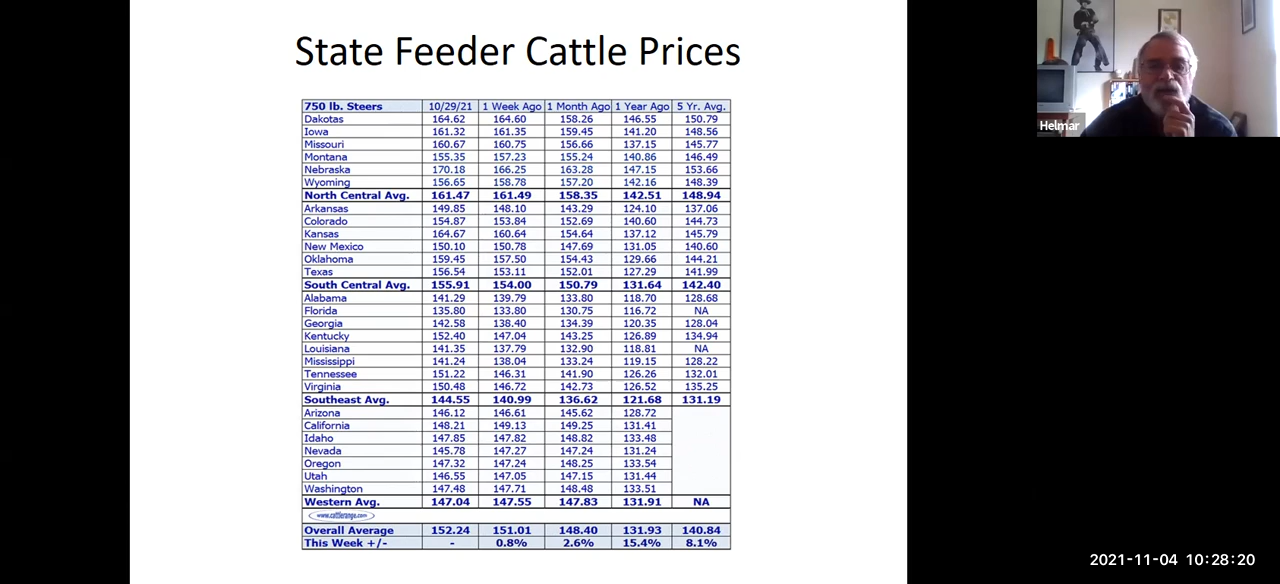 State Feeder Cattle Prices
750 lb. Steers 10/29/21 1 Week Ago 1 Month Ago 1 Year Ago 5 Yr. Avg.
Dakotas 164.62 164.60 158.26 146.55 150.79
Iowa 161.32 161.35 159.45 141.20 148.56
Missouri 160.67 160.75 156.66 137.15 145.77
Montana 155.35 157.23 155.24 140.86 146.49
Nebraska 170.18 166.25 163.28 147.15 153.66
Wyoming 156.65 158.78 157.20 142.16 148.39
North Central Avg. 161.47 161.49 158.35 142.51 148.94
Arkansas 149.85 148.10 143.29 124.10 137.06
Colorado 154.87 153.84 152.69 140.60 144.73
Kansas 164.67 160.64 154.64 137.12 145.79
New Mexico 150.10 150.78 147.69 131.05 140.60
Oklahoma 159.45 157.50 154.43 129.66 144.21
Texas 156.54 153.11 152.01 127.29 141.99
South Central Avg. 155.91 154.00 150.79 131.64 142.40
Alabama 141.29 139.79 133.80 118.70 128.68
Florida 135.80 133.80 130.75 116.72 NA
Georgia 142.58 138.40 134.39 120.35 128.04
Kentucky 152.40 147.04 143.25 126.89 134.94
Louisiana 141.35 137.79 132.90 118.81 NA
Mississippi 141.24 138.04 133.24 119.15 128.22
Tennessee 151.22 146.31 141.90 126.26 132.01
Virginia 150.48 146.72 142.73 126.52 135.25
Southeast Avg. 144.55 140.99 136.62 121.68 131.19
Arizona 146.12 146.61 145.62 128.72
California 148.21 149.13 149.25 131.41
Idaho 147.85 147.82 148.82 133.48
Nevada 145.78 147.27 147.24 131.24
Oregon 147.32 147.24 148.25 133.54
Utah 146.55 147.05 147.15 131.44
Washington 147.48 147.71 148.48 133.51
Western Avg. 147.04 147.55 147.83 131.91 NA
www.cattlerange.com
Overall Average 152.24 151.01 148.40 131.93 140.84
This Week +/- - 0.8% 2.6% 15.4% 8.1%
Helmar
2021-11-04 10:28:20